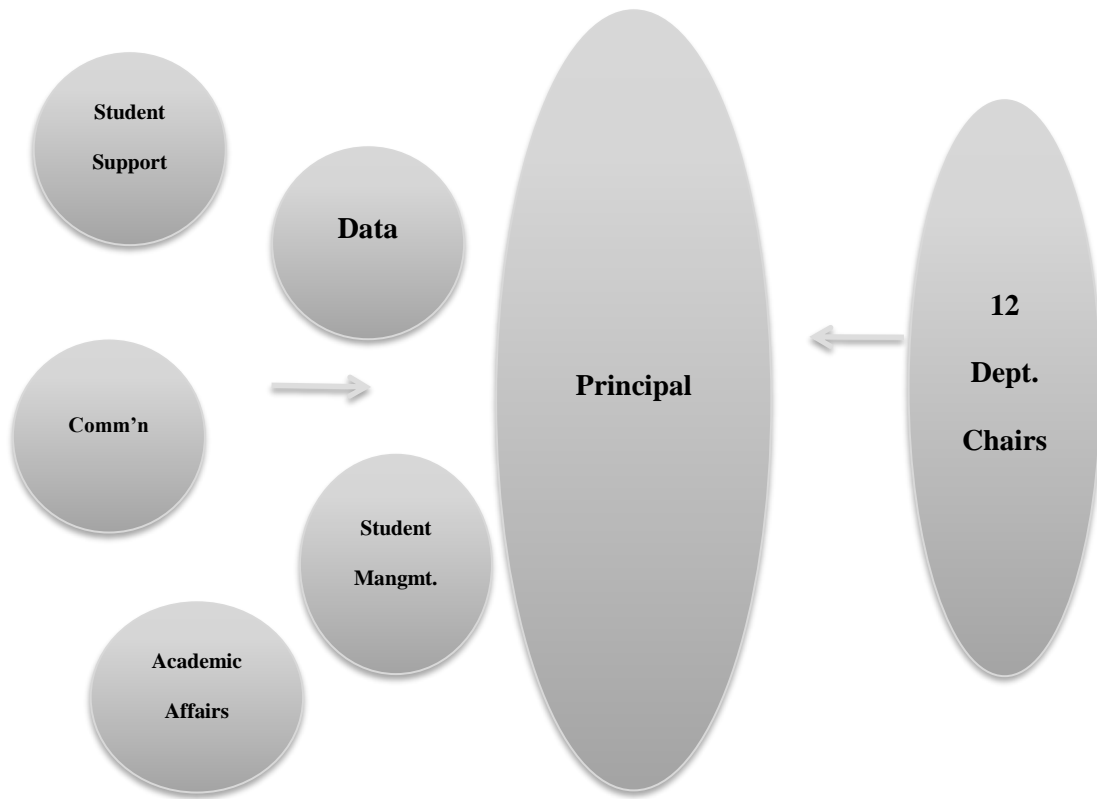 Student
Support
Data
Comm’n
Student
Mangmt.
Academic
Affairs
Principal
12
Dept.
Chairs